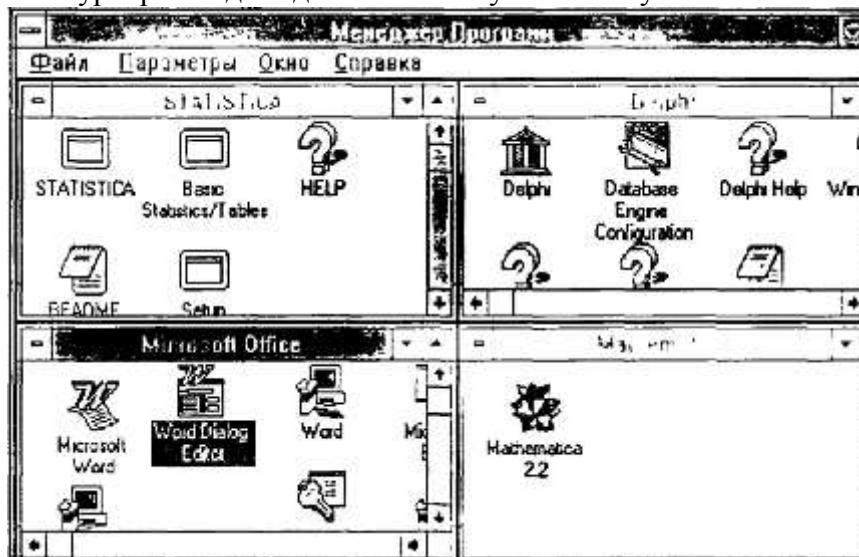 Менеджер Программ
Файл Параметры Окно Справка
STATISTICA
STATISTICA
Basic Statistics/Tables
HELP
README
Setup
Delphi
Delphi
Database Engine Configuration
Delphi Help
Microsoft Office
Microsoft Word
Word Dialog Editor
Word
Mathematica 2.2